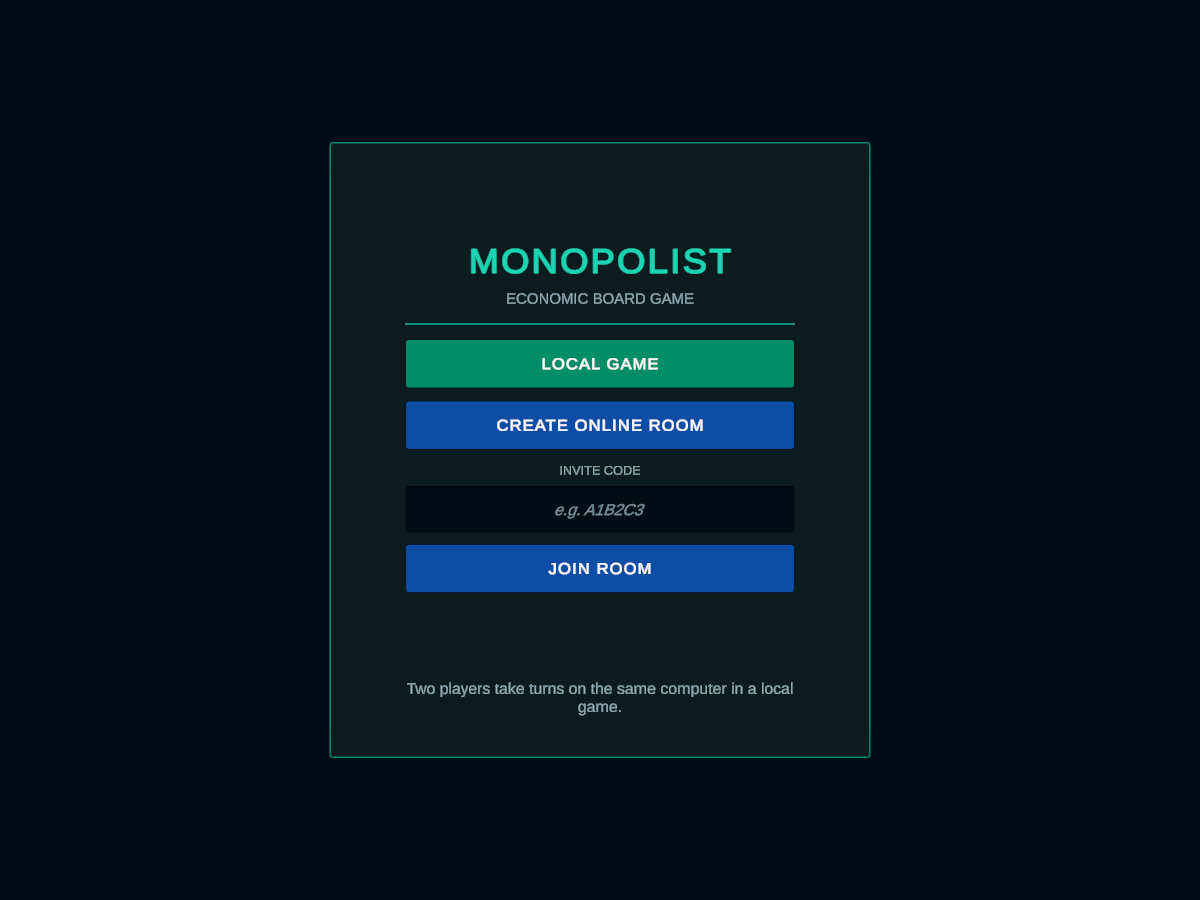 MONOPOLIST
ECONOMIC BOARD GAME
LOCAL GAME
CREATE ONLINE ROOM
INVITE CODE
e.g. A1B2C3
JOIN ROOM
Two players take turns on the same computer in a local
game.